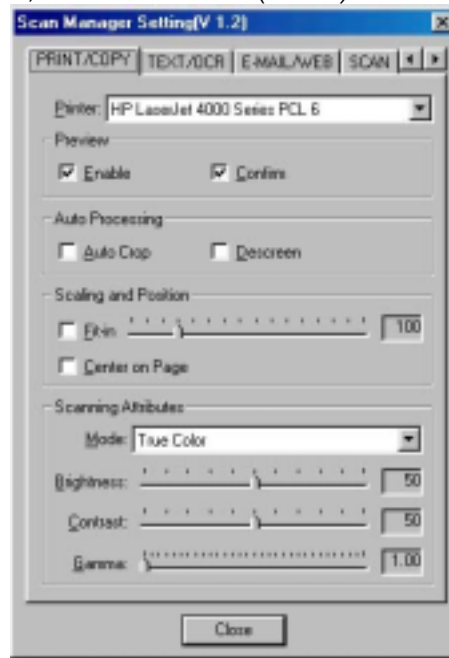 Scan Manager Setting(V 1.2)
PRINT/COPY TEXT/OCR E-MAIL/WEB SCAN
Printer: HP LaserJet 4000 Series PCL 6
Preview
Enable Confirm
Auto Processing
Auto Crop Descreen
Scaling and Position
Fit-in 100
Center on Page
Scanning Attributes
Mode: True Color
Brightness: 50
Contrast: 50
Gamma: 1.00
Close